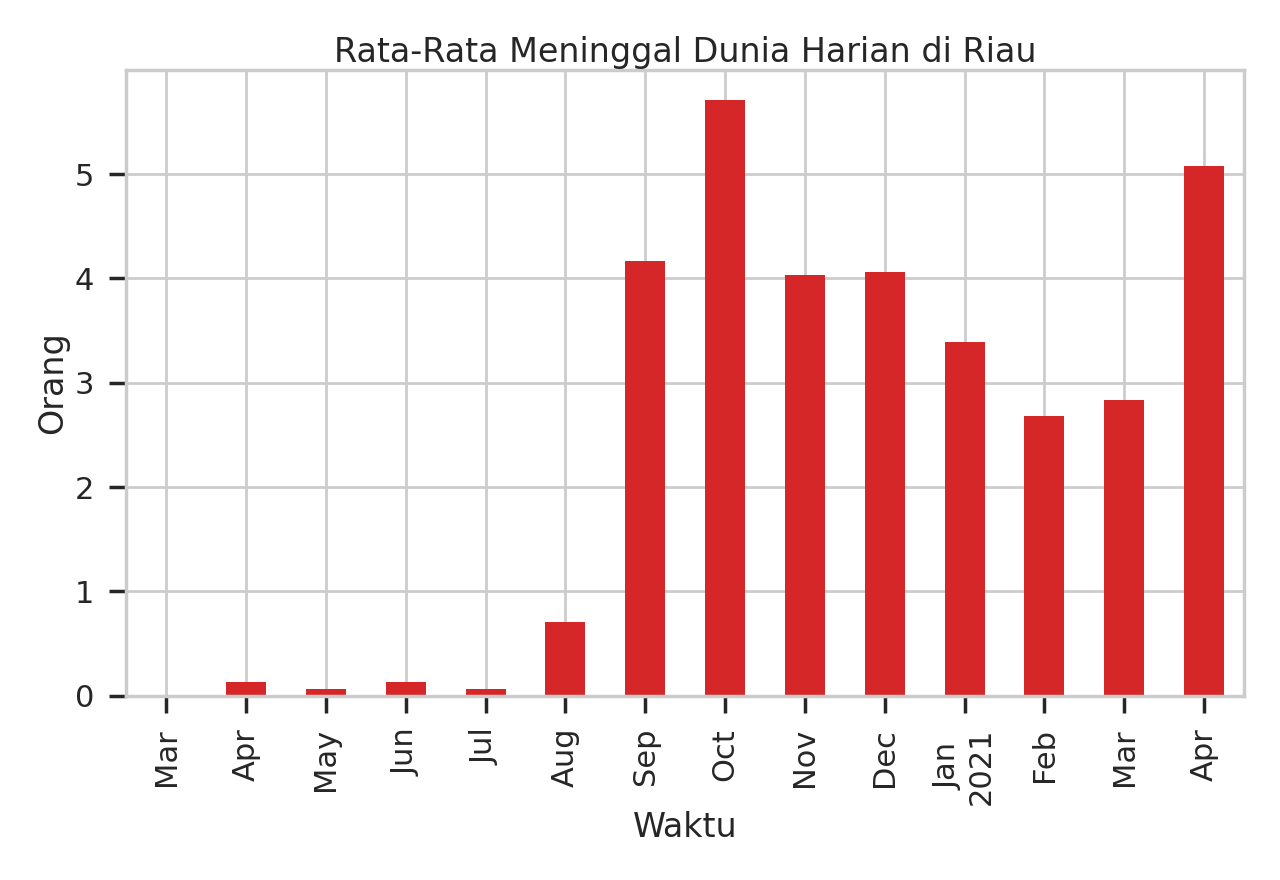 Rata-Rata Meninggal Dunia Harian di Riau
Orang
5
4
3
2
1
0
Mar
Apr
May
Jun
Jul
Aug
Sep
Oct
Nov
Dec
Jan
2021
Feb
Mar
Apr
Waktu